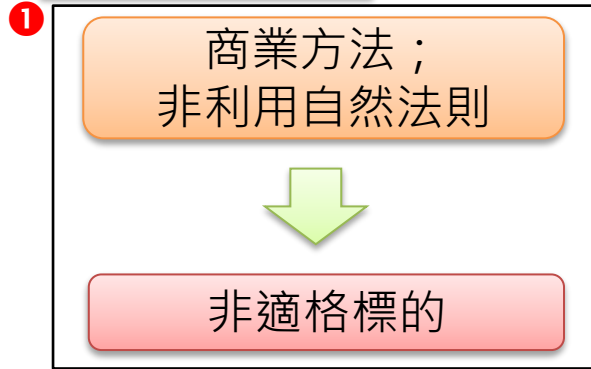 ❶
商業方法；
非利用自然法則
非適格標的